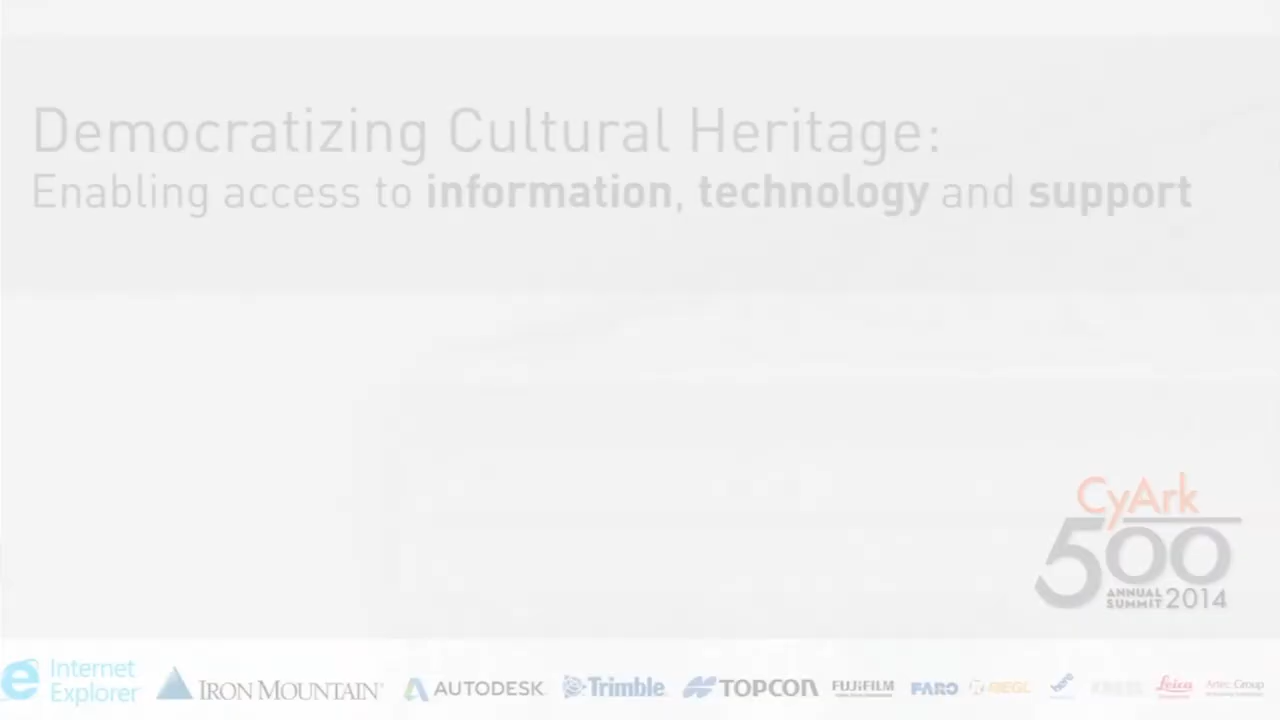 Democratizing Cultural Heritage:
Enabling access to information, technology and support
CyArk
500
ANNUAL
SUMMIT 2014
Internet
Explorer
IRON MOUNTAIN
AUTODESK
Trimble
TOPCON
FUJIFILM
FARO
RIEGL
Leica
Artec Group